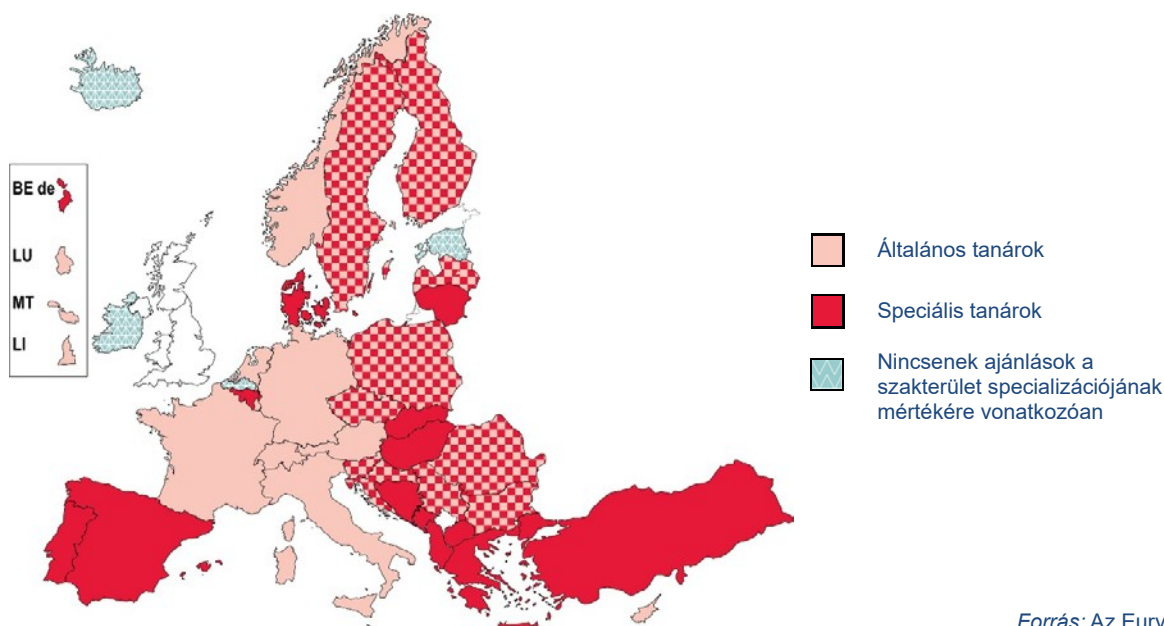 BE de
LU
MT
LI
Általános tanárok
Speciális tanárok
Nincsenek ajánlások a
szakterület specializációjának
mértékére vonatkozóan
Forrás: Az Eury